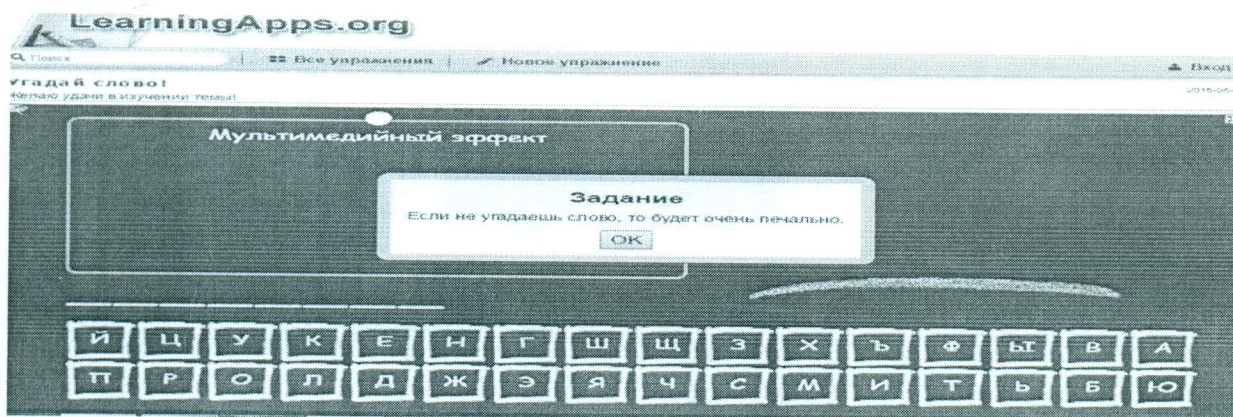 LearningApps.org
Поиск
Все упражнения
Новое упражнение
Вход
Угадай слово!
Желаю удачи в изучении темы!
Мультимедийный эффект
Задание
Если не угадаешь слово, то будет очень печально.
OK
Й Ц У К Е Н Г Ш Щ З Х Ъ Ф Ы В А
П Р О Л Д Ж Э Я Ч С М И Т Ь Б Ю